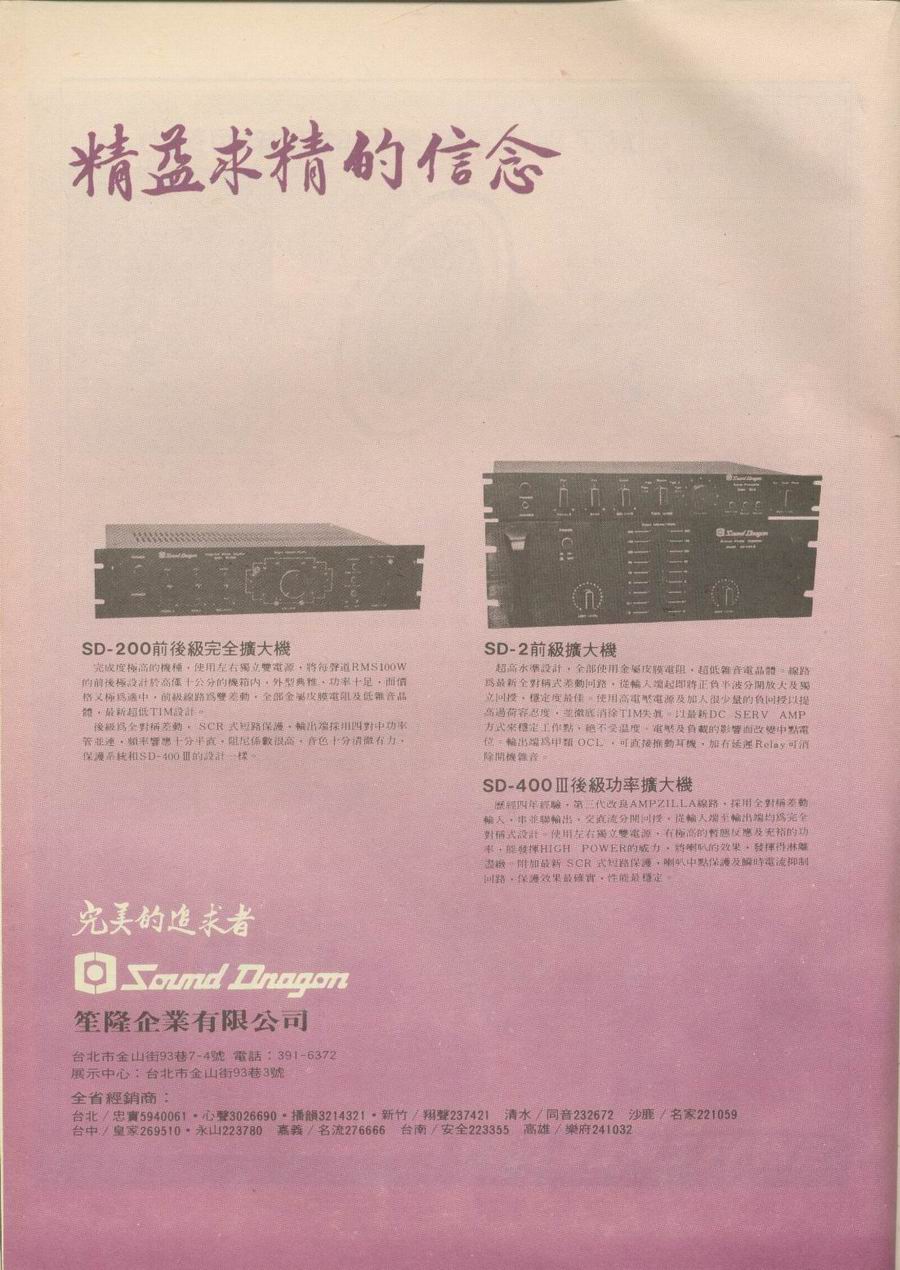 精益求精的信念
Sound Dragon
Sound Dragon
Sound Dragon
SD-200前後級完全擴大機
完成度極高的機種，使用左右獨立雙電源，將每聲道RMS100W
的前後極設計於高僅十公分的機箱內，外型典雅，功率十足，而價
格又極爲適中，前級線路爲雙差動，全部金屬皮膜電阻及低雜音晶
體，最新超低TIM設計。
後級爲全對稱差動， SCR 式短路保護，輸出端採用四對中功率
管並連，頻率響應十分平直，阻尼係數很高，音色十分清澈有力，
保護系統和SD-400Ⅲ的設計一樣。
SD-2前級擴大機
超高水準設計，全部使用金屬皮膜電阻，超低雜音電晶體。線路
爲最新全對稱式差動回路，從輸入端起即將正負半波分開放大及獨
立回授，穩定度最佳。使用高電壓電源及加入很少量的負回授以提
高過荷容忍度，並徹底消除TIM失眞。以最新DC SERV AMP
方式來穩定工作點，絕不受溫度、電壓及負載的影響而改變中點電
位。輸出端爲甲類 OCL ，可直接推動耳機，加有延遲Relay可消
除開機雜音。
SD-400Ⅲ後級功率擴大機
歷經四年經驗，第三代改良AMPZILLA線路，採用全對稱差動
輸入，串並聯輸出，交直流分開回授，從輸入端至輸出端均爲完全
對稱式設計。使用左右獨立雙電源，有極高的暫態反應及充裕的功
率，能發揮HIGH POWER的威力，將喇叭的效果，發揮得淋離
盡緻。附加最新 SCR 式短路保護，喇叭中點保護及瞬時電流抑制
回路，保護效果最確實，性能最穩定。
完美的追求者
Sound Dragon
笙隆企業有限公司
台北市金山街93巷7-4號 電話：391-6372
展示中心：台北市金山街93巷3號
全省經銷商：
台北／忠實5940061・心聲3026690・播韻3214321・新竹／翔聲237421 清水／同音232672 沙鹿／名家221059
台中／皇家269510・永山223780 嘉義／名流276666 台南／安全223355 高雄／樂府241032